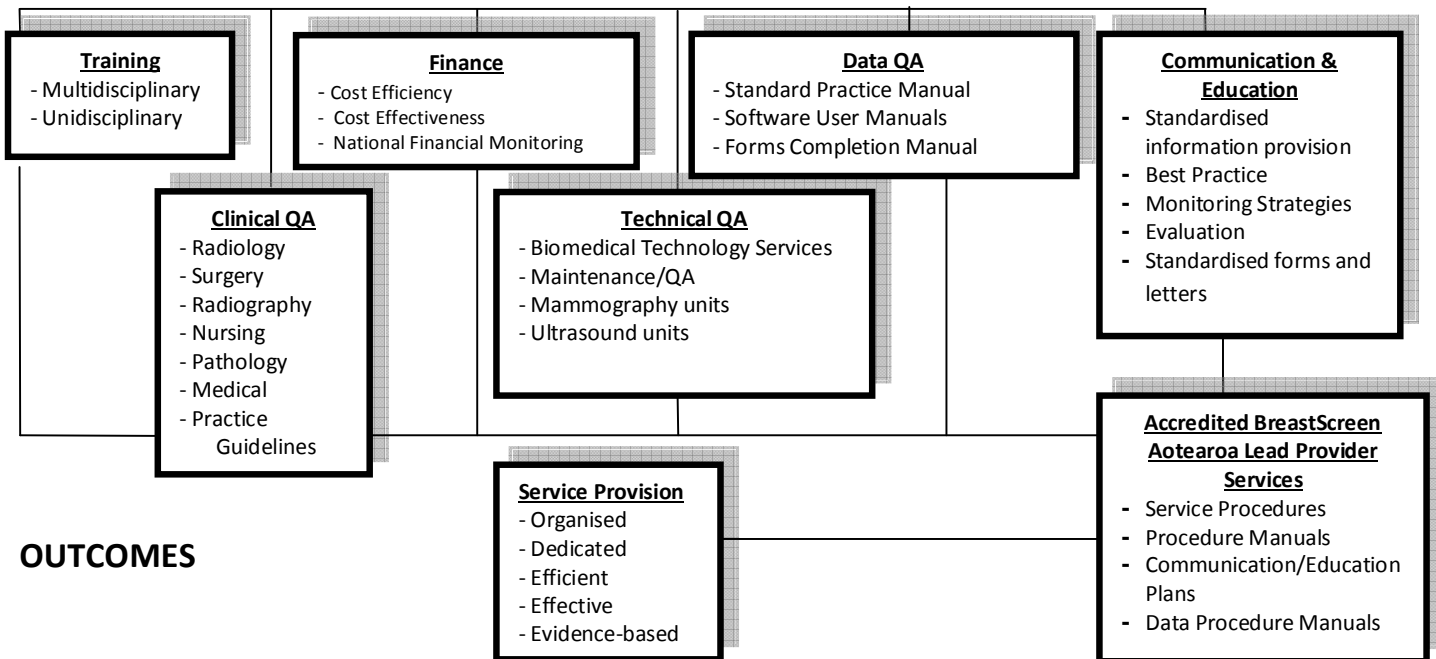 Training
- Multidisciplinary
- Unidisciplinary
Finance
- Cost Efficiency
- Cost Effectiveness
- National Financial Monitoring
Data QA
- Standard Practice Manual
- Software User Manuals
- Forms Completion Manual
Communication &
Education
- Standardised
information provision
- Best Practice
- Monitoring Strategies
- Evaluation
- Standardised forms and
letters
Clinical QA
- Radiology
- Surgery
- Radiography
- Nursing
- Pathology
- Medical
- Practice
Guidelines
Technical QA
- Biomedical Technology Services
- Maintenance/QA
- Mammography units
- Ultrasound units
Accredited BreastScreen
Aotearoa Lead Provider
Services
- Service Procedures
- Procedure Manuals
- Communication/Education
Plans
- Data Procedure Manuals
Service Provision
- Organised
- Dedicated
- Efficient
- Effective
- Evidence-based
OUTCOMES